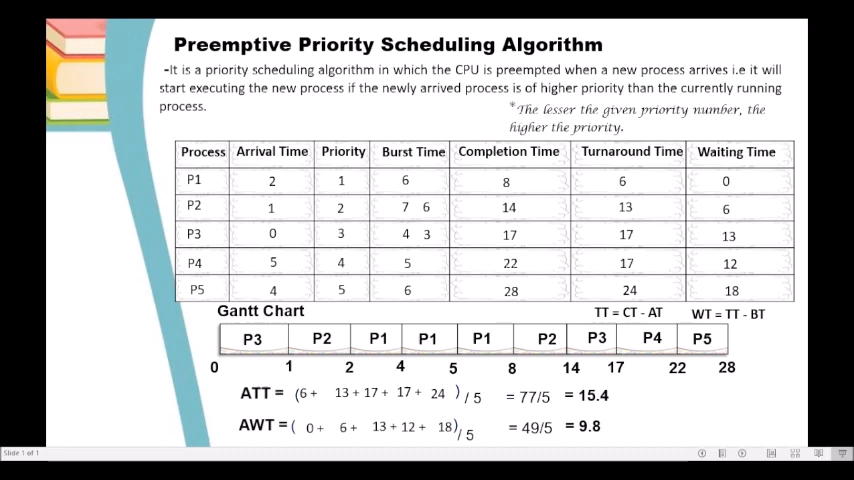 Preemptive Priority Scheduling Algorithm
-It is a priority scheduling algorithm in which the CPU is preempted when a new process arrives i.e it will
start executing the new process if the newly arrived process is of higher priority than the currently running
process.
*The lesser the given priority number, the
higher the priority.
Process Arrival Time Priority Burst Time Completion Time Turnaround Time Waiting Time
P1 2 1 6 8 6 0
P2 1 2 7 6 14 13 6
P3 0 3 4 3 17 17 13
P4 5 4 5 22 17 12
P5 4 5 6 28 24 18
Gantt Chart TT = CT - AT WT = TT - BT
P3 P2 P1 P1 P1 P2 P3 P4 P5
0 1 2 4 5 8 14 17 22 28
ATT = (6 + 13 + 17 + 17 + 24 ) / 5 = 77/5 = 15.4
AWT = ( 0 + 6 + 13 + 12 + 18) / 5 = 49/5 = 9.8
Slide 1 of 1